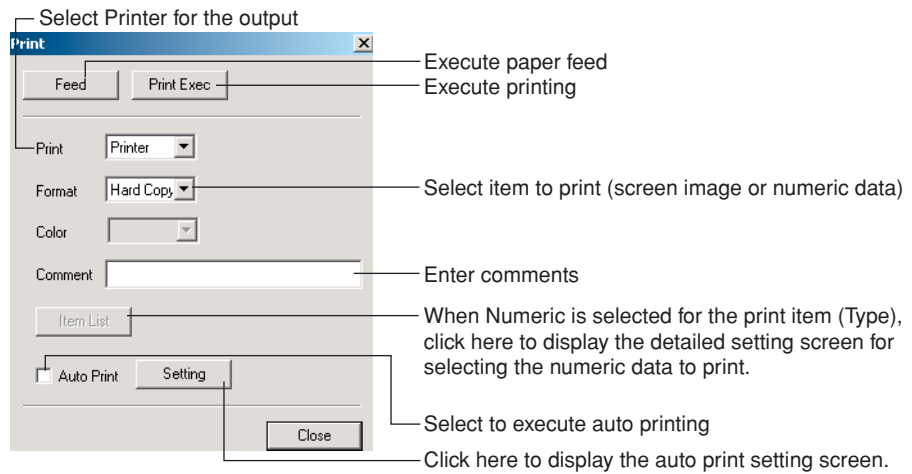 Select Printer for the output
Print
Feed
Print Exec
Execute paper feed
Execute printing
Print
Printer
Format
Hard Copy
Select item to print (screen image or numeric data)
Color
Comment
Enter comments
Item List
When Numeric is selected for the print item (Type),
click here to display the detailed setting screen for
selecting the numeric data to print.
Auto Print
Setting
Select to execute auto printing
Close
Click here to display the auto print setting screen.